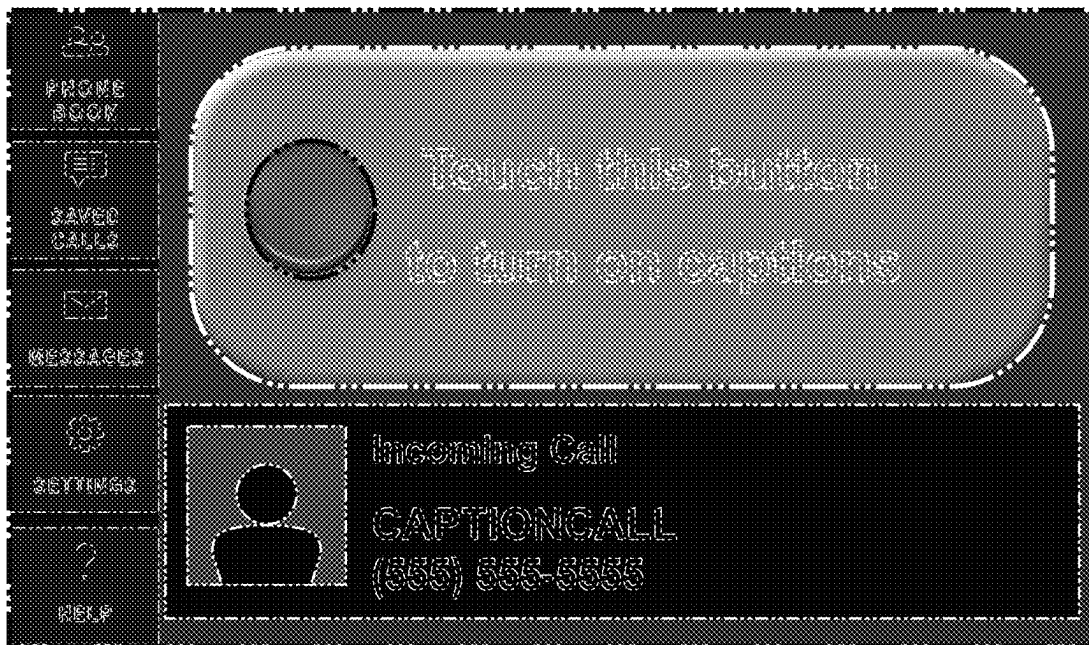 PHONE
BOOK
SAVED
CALLS
MESSAGES
SETTINGS
HELP
Touch this button
to turn on captions
Incoming Call
CAPTIONCALL
(555) 555-5555